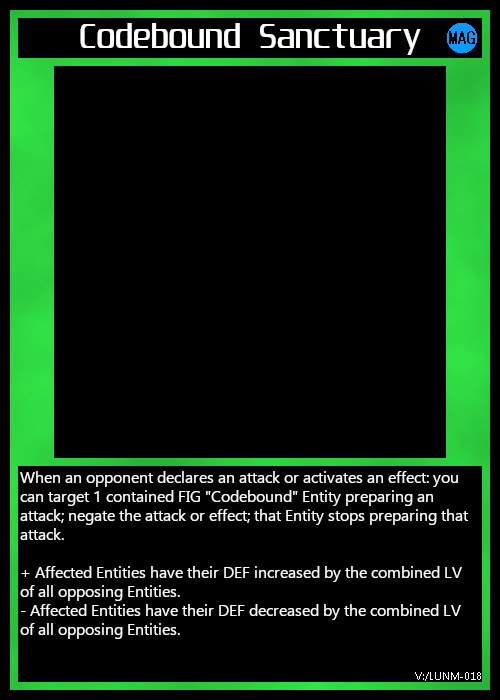 Codebound Sanctuary
MAG
When an opponent declares an attack or activates an effect: you
can target 1 contained FIG "Codebound" Entity preparing an
attack; negate the attack or effect; that Entity stops preparing that
attack.
+ Affected Entities have their DEF increased by the combined LV
of all opposing Entities.
- Affected Entities have their DEF decreased by the combined LV
of all opposing Entities.
V:/LUNM-018